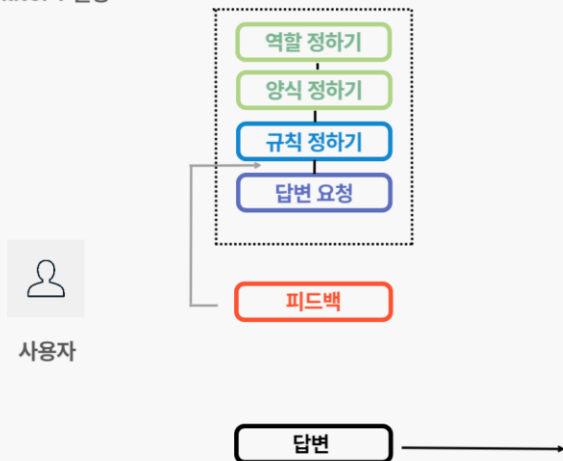 역할 정하기
양식 정하기
규칙 정하기
답변 요청
피드백
사용자
답변